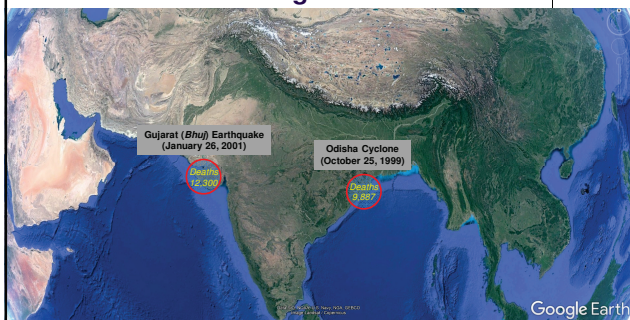 Gujarat (Bhuj) Earthquake
(January 26, 2001)
Odisha Cyclone
(October 25, 1999)
Deaths
12,300
Deaths
9,887
Google Earth